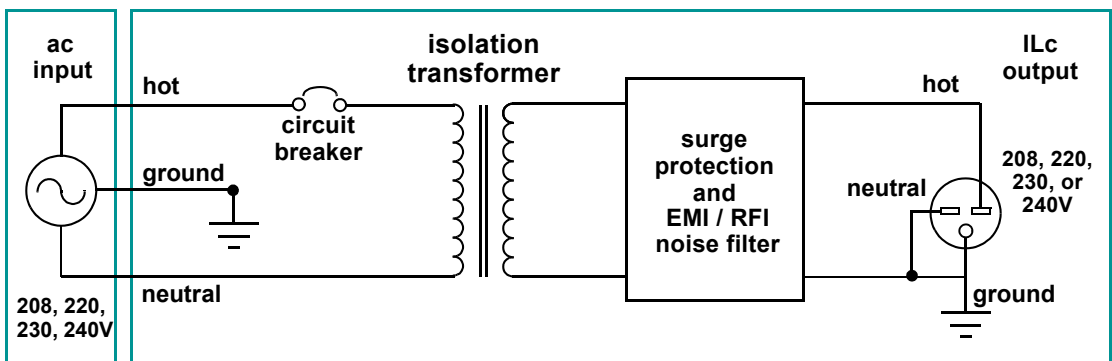 ac
input
hot
ground
neutral
208, 220,
230, 240V
circuit
breaker
isolation
transformer
surge
protection
and
EMI / RFI
noise filter
ILc
output
hot
neutral
208, 220,
230, or
240V
ground